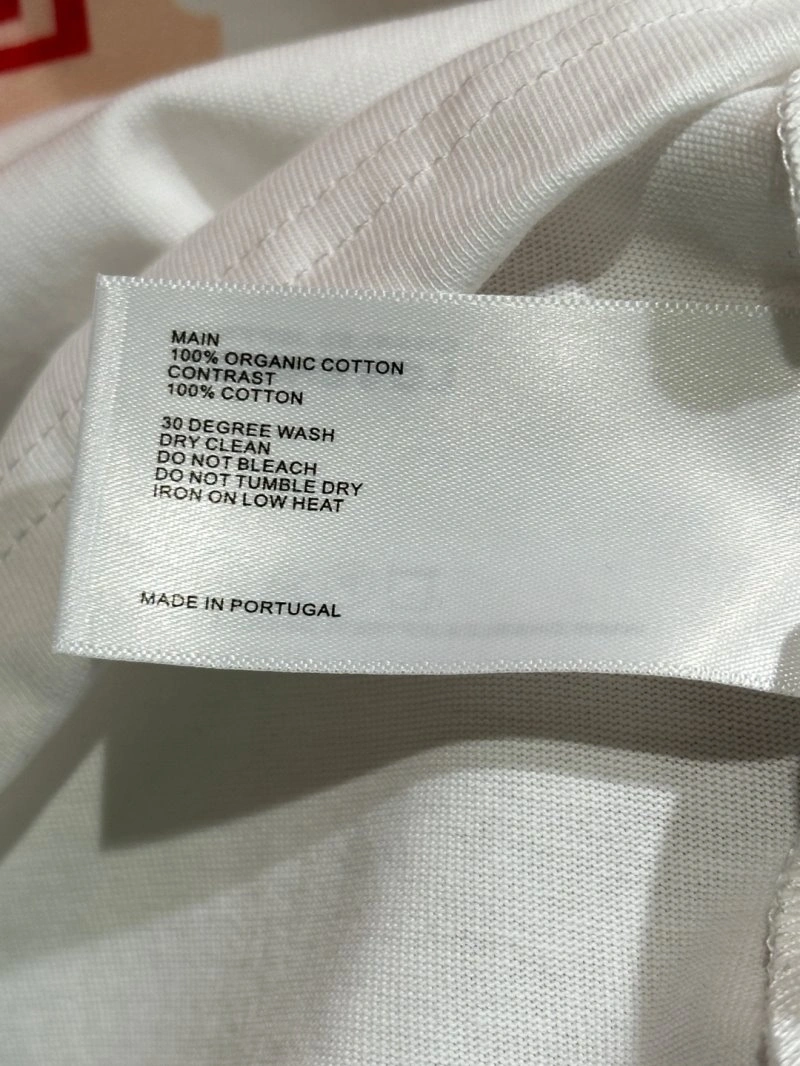 MAIN
100% ORGANIC COTTON
CONTRAST
100% COTTON
30 DEGREE WASH
DRY CLEAN
DO NOT BLEACH
DO NOT TUMBLE DRY
IRON ON LOW HEAT
MADE IN PORTUGAL